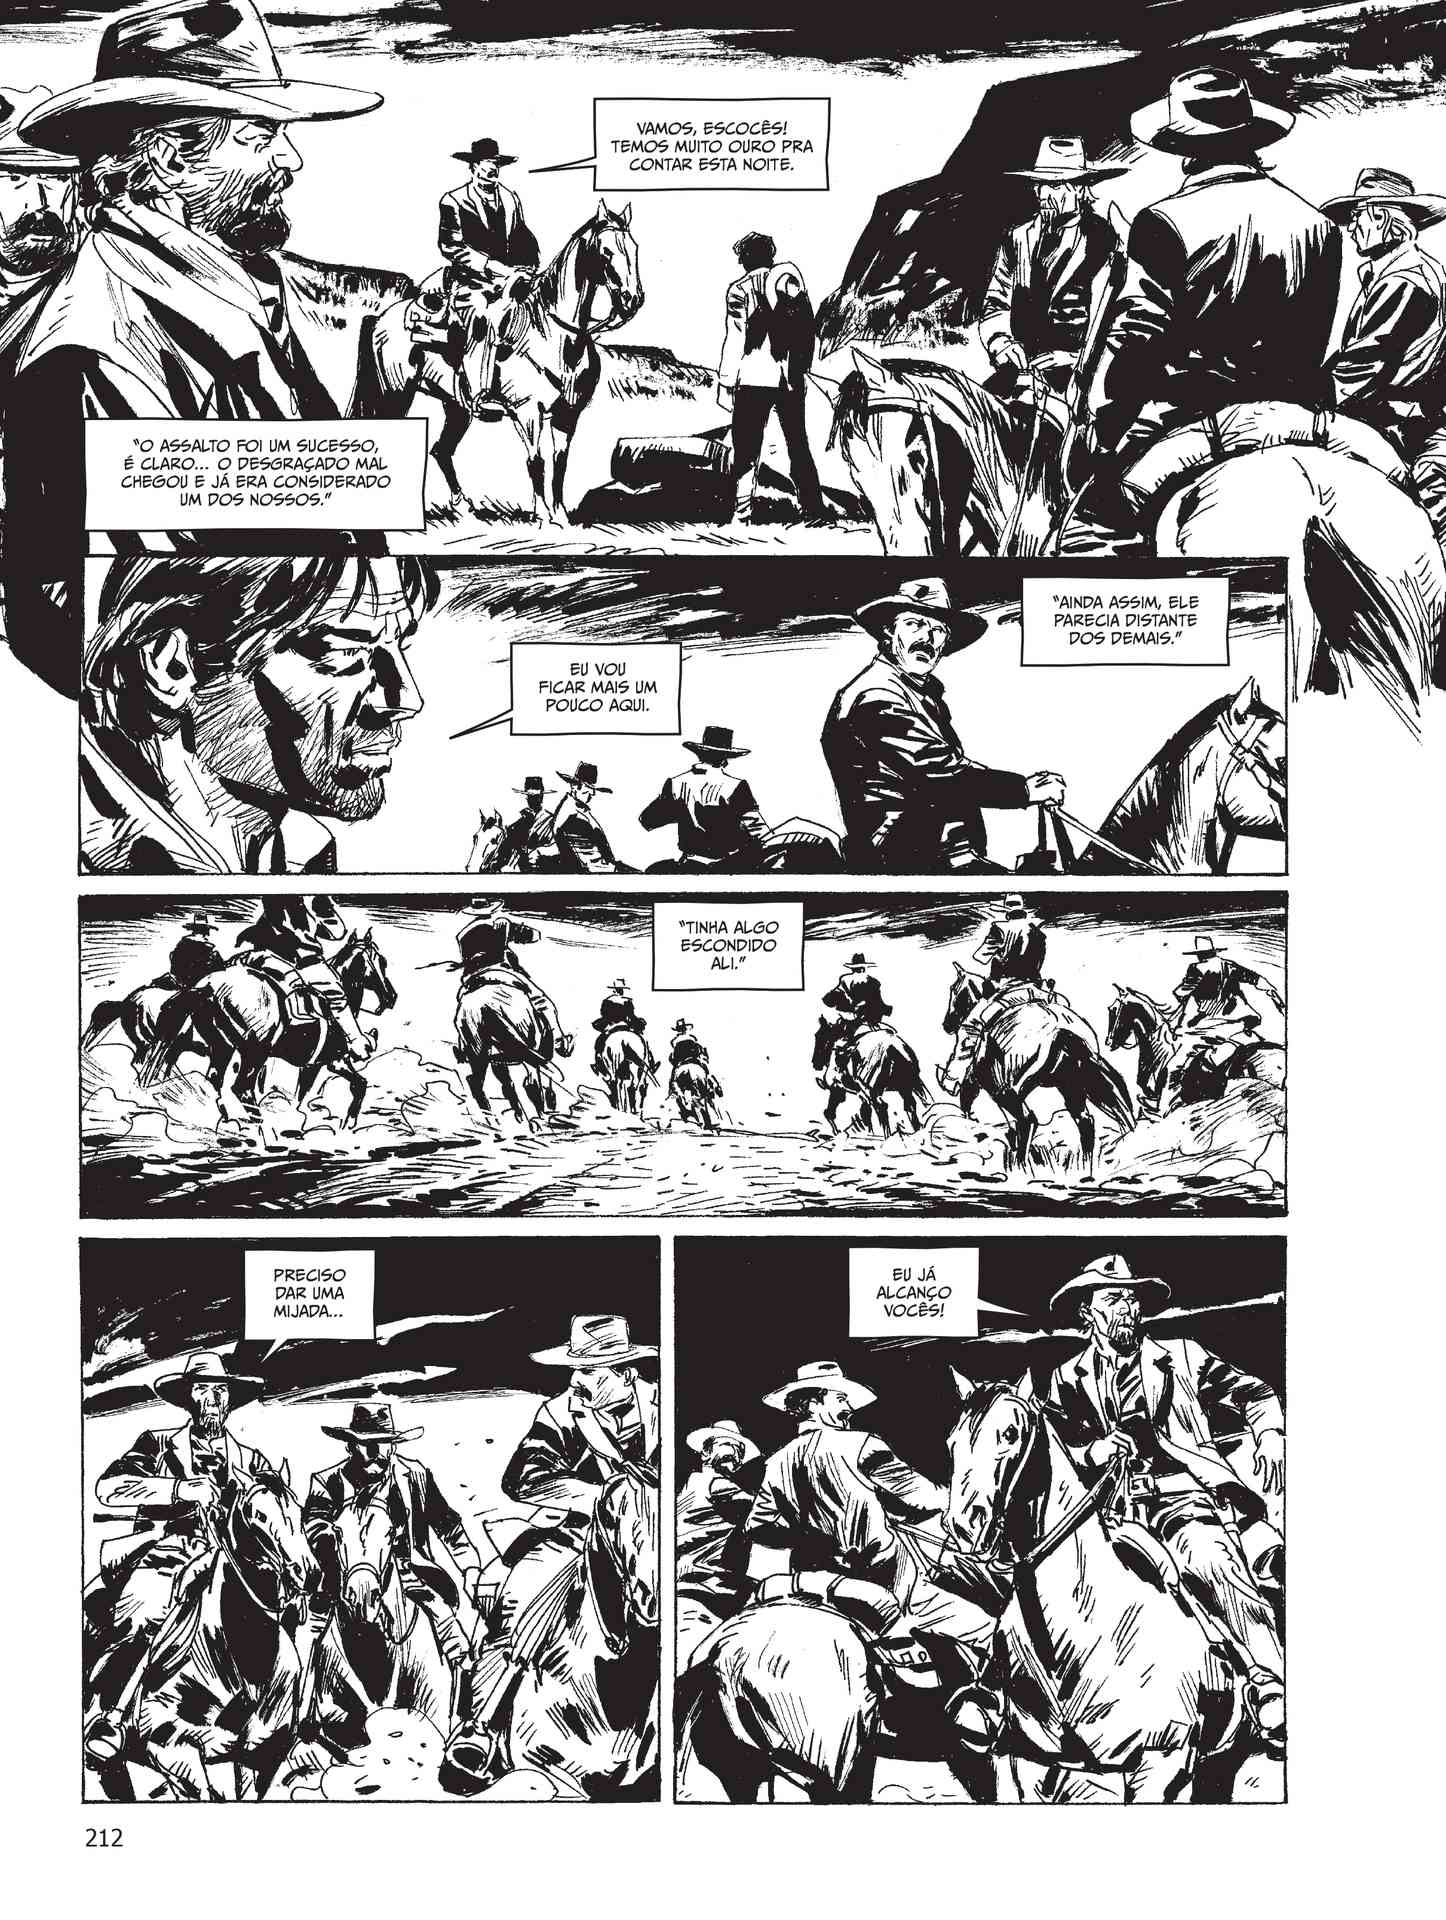 VAMOS, ESCOCÊS!
TEMOS MUITO OURO PRA
CONTAR ESTA NOITE.
"O ASSALTO FOI UM SUCESSO,
É CLARO... O DESGRAÇADO MAL
CHEGOU E JÁ ERA CONSIDERADO
UM DOS NOSSOS."
EU VOU
FICAR MAIS UM
POUCO AQUI.
"AINDA ASSIM, ELE
PARECIA DISTANTE
DOS DEMAIS."
"TINHA ALGO
ESCONDIDO
ALI."
PRECISO
DAR UMA
MIJADA...
EU JÁ
ALCANÇO
VOCÊS!
212